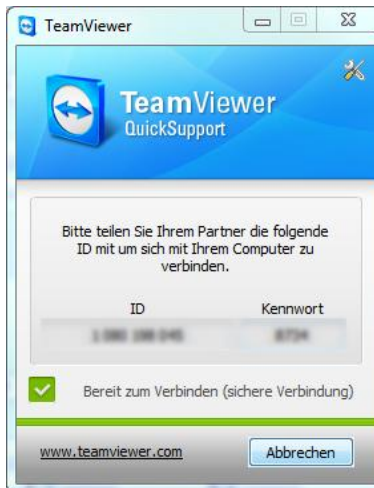 TeamViewer
TeamViewer
QuickSupport
Bitte teilen Sie Ihrem Partner die folgende
ID mit um sich mit Ihrem Computer zu
verbinden.
ID Kennwort
Bereit zum Verbinden (sichere Verbindung)
www.teamviewer.com Abbrechen